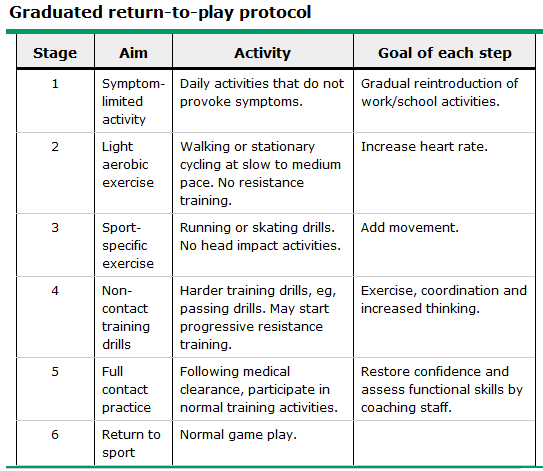 Graduated return-to-play protocol
Stage Aim Activity Goal of each step
1 Symptom- Daily activities that do not Gradual reintroduction of
limited provoke symptoms. work/school activities.
activity
2 Light Walking or stationary Increase heart rate.
aerobic cycling at slow to medium
exercise pace. No resistance
training.
3 Sport- Running or skating drills. Add movement.
specific No head impact activities.
exercise
4 Non- Harder training drills, eg, Exercise, coordination and
contact passing drills. May start increased thinking.
training progressive resistance
drills training.
5 Full Following medical Restore confidence and
contact clearance, participate in assess functional skills by
practice normal training activities. coaching staff.
6 Return to Normal game play.
sport